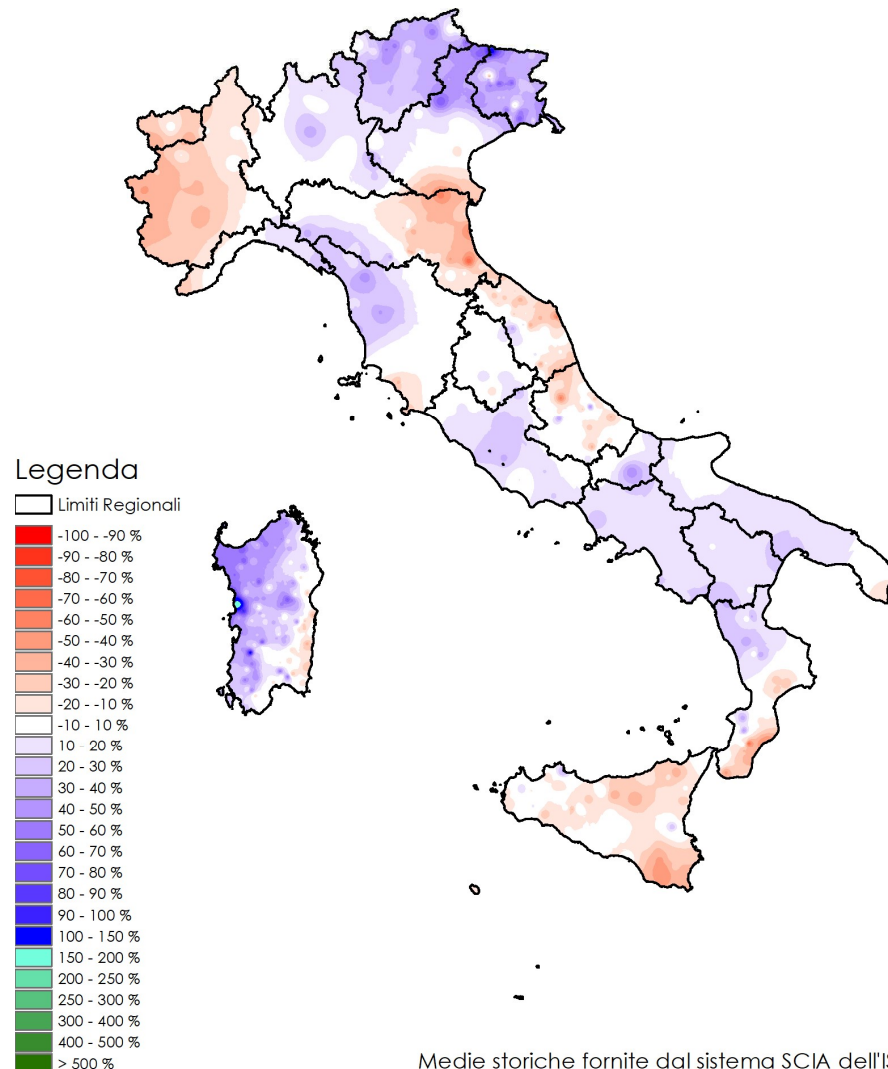 Legenda
Limiti Regionali
-100 - -90 %
-90 - -80 %
-80 - -70 %
-70 - -60 %
-60 - -50 %
-50 - -40 %
-40 - -30 %
-30 - -20 %
-20 - -10 %
-10 - 10 %
10 - 20 %
20 - 30 %
30 - 40 %
40 - 50 %
50 - 60 %
60 - 70 %
70 - 80 %
80 - 90 %
90 - 100 %
100 - 150 %
150 - 200 %
200 - 250 %
250 - 300 %
300 - 400 %
400 - 500 %
> 500 %
Medie storiche fornite dal sistema SCIA dell'IS